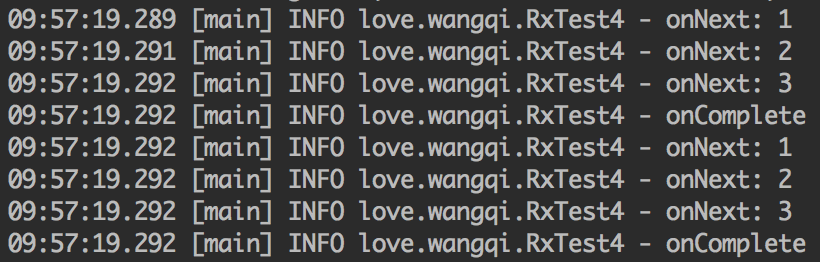 09:57:19.289 [main] INFO love.wangqi.RxTest4 - onNext: 1
09:57:19.291 [main] INFO love.wangqi.RxTest4 - onNext: 2
09:57:19.292 [main] INFO love.wangqi.RxTest4 - onNext: 3
09:57:19.292 [main] INFO love.wangqi.RxTest4 - onComplete
09:57:19.292 [main] INFO love.wangqi.RxTest4 - onNext: 1
09:57:19.292 [main] INFO love.wangqi.RxTest4 - onNext: 2
09:57:19.292 [main] INFO love.wangqi.RxTest4 - onNext: 3
09:57:19.292 [main] INFO love.wangqi.RxTest4 - onComplete